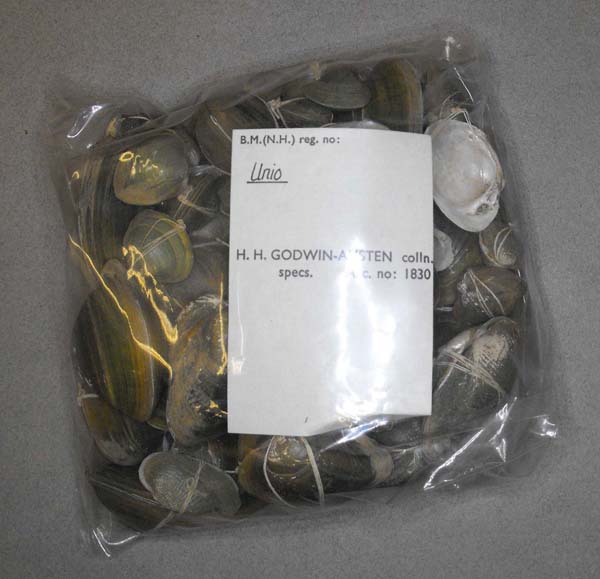 B.M.(N.H.) reg. no:
Unio
H. H. GODWIN-AUSTEN colln.
specs. c. no: 1830